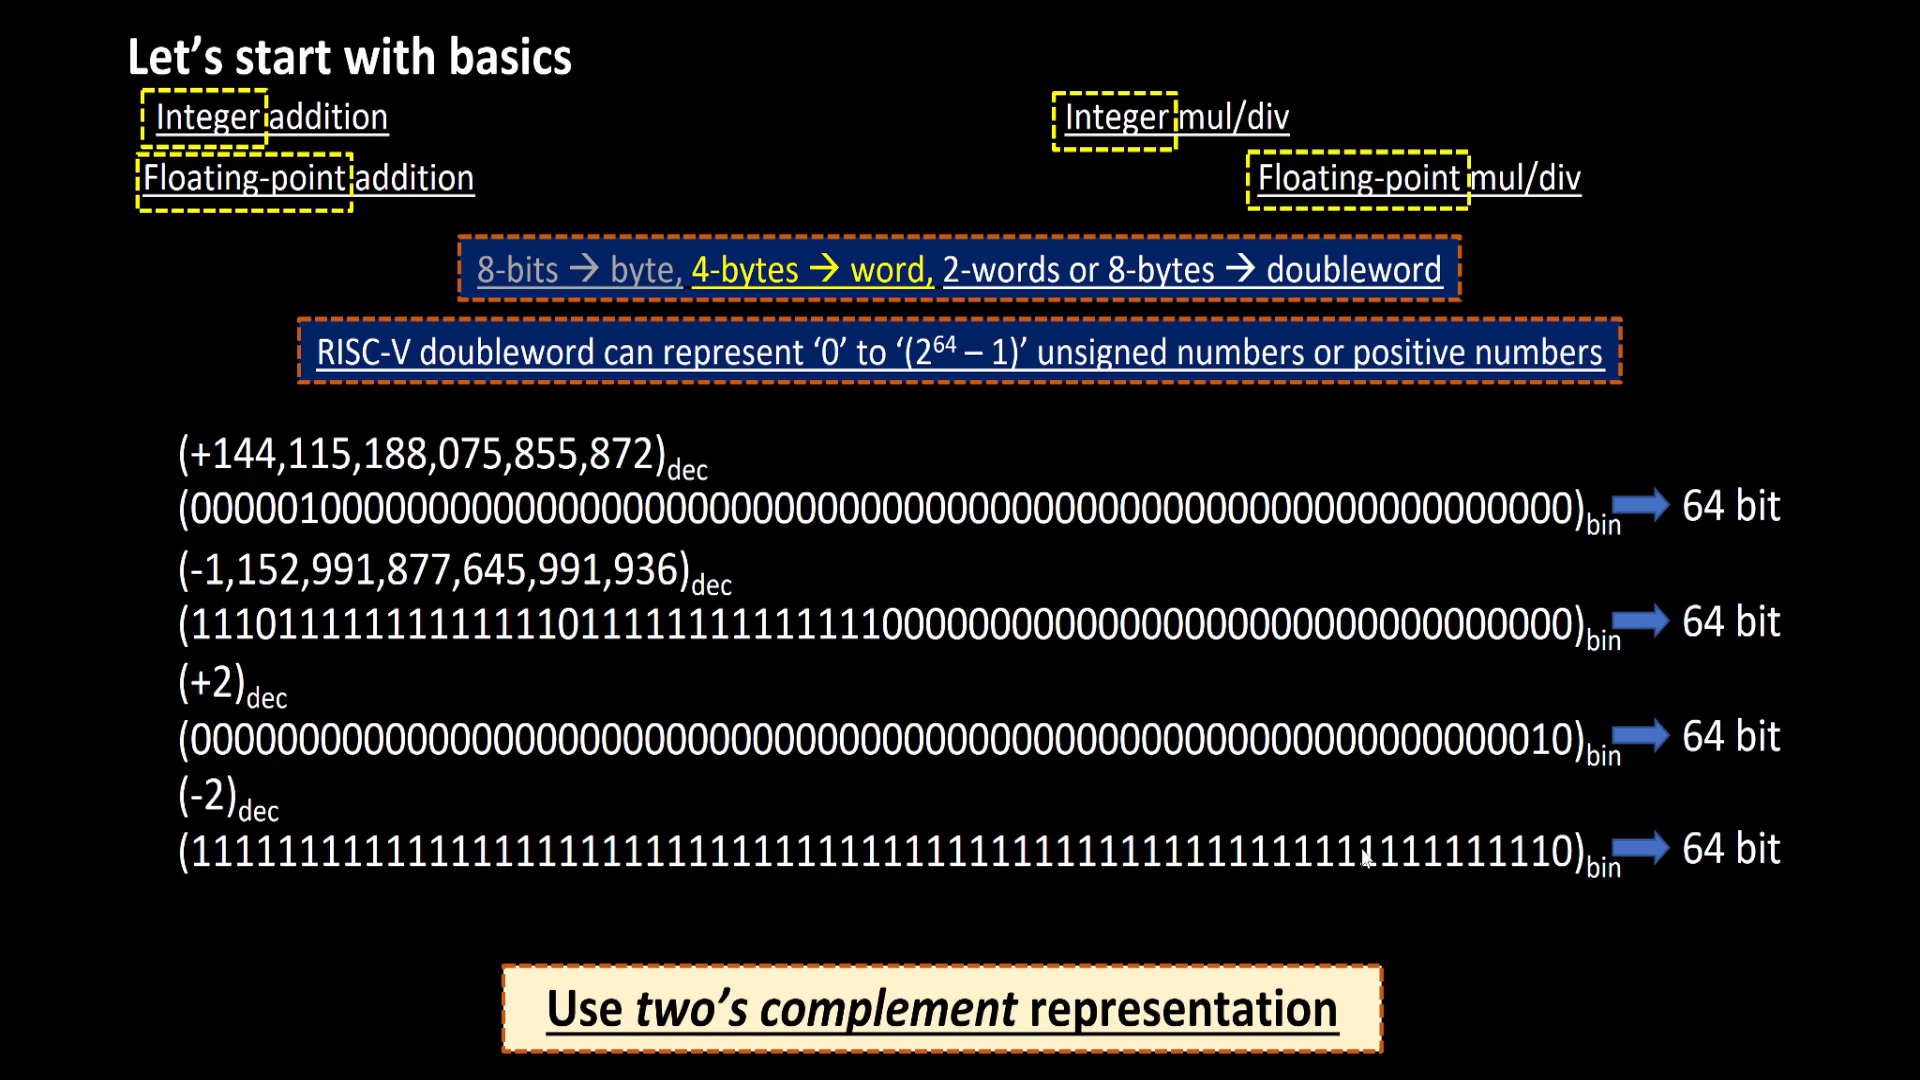 Let's start with basics
Integer addition
Integer mul/div
Floating-point addition
Floating-point mul/div
8-bits → byte, 4-bytes → word, 2-words or 8-bytes → doubleword
RISC-V doubleword can represent ‘0’ to ‘(2⁶⁴ – 1)’ unsigned numbers or positive numbers
(+144,115,188,075,855,872)dec
(0000010000000000000000000000000000000000000000000000000000000000)bin 64 bit
(-1,152,991,877,645,991,936)dec
(1110111111111111101111111111111100000000000000000000000000000000)bin 64 bit
(+2)dec
(0000000000000000000000000000000000000000000000000000000000000010)bin 64 bit
(-2)dec
(1111111111111111111111111111111111111111111111111111111111111110)bin 64 bit
Use two's complement representation